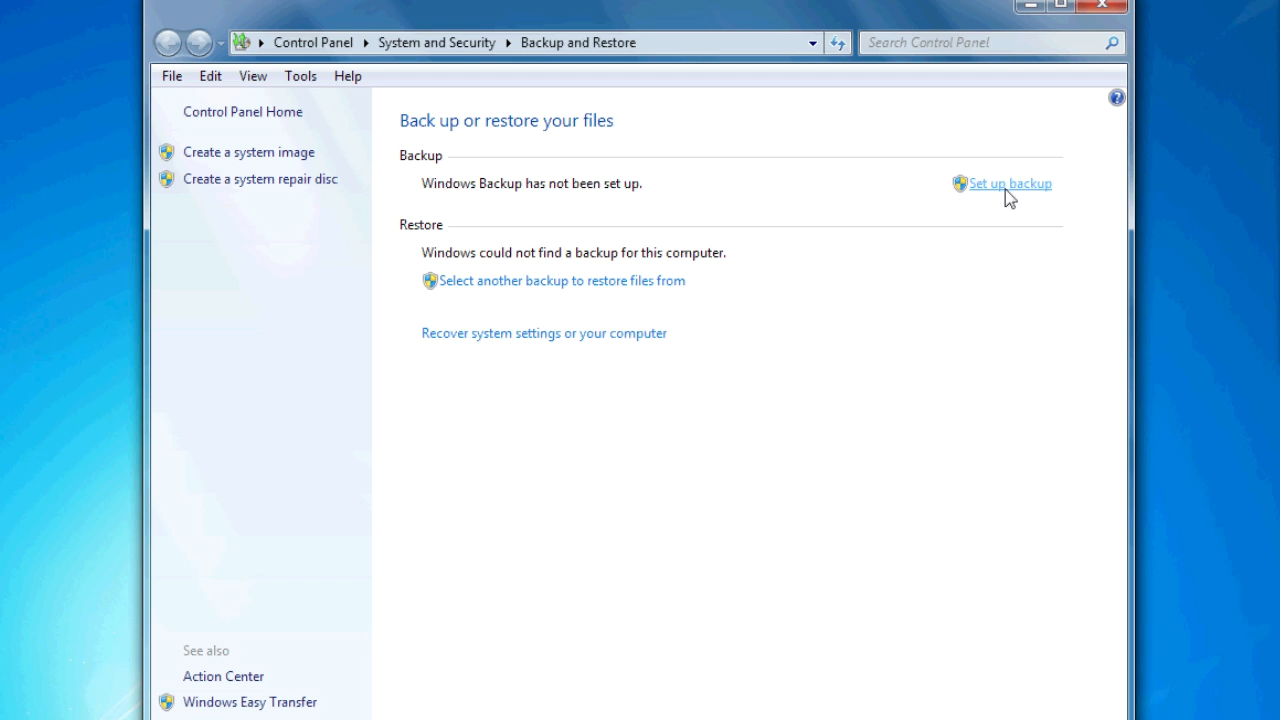 Control Panel System and Security Backup and Restore
Search Control Panel
File Edit View Tools Help
Control Panel Home
Create a system image
Create a system repair disc
Back up or restore your files
Backup
Windows Backup has not been set up.
Set up backup
Restore
Windows could not find a backup for this computer.
Select another backup to restore files from
Recover system settings or your computer
See also
Action Center
Windows Easy Transfer